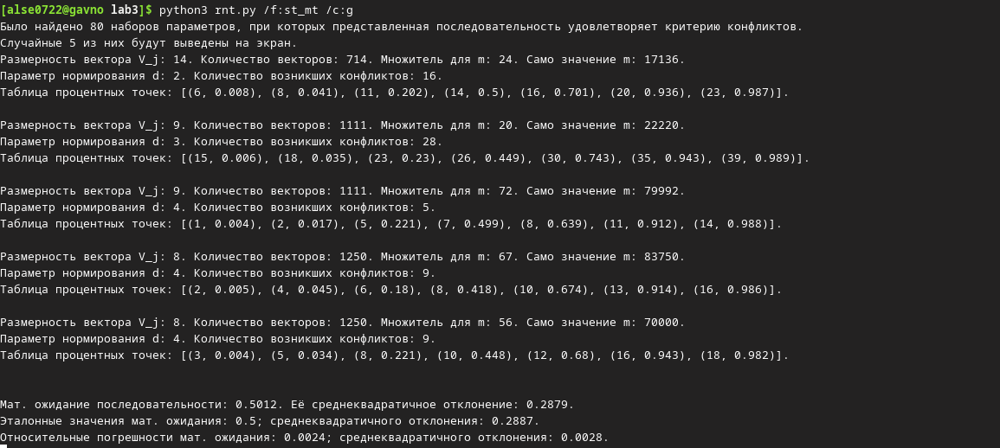 [alse0722@gavno lab3]$ python3 rnt.py /f:st_mt /c:g
Было найдено 80 наборов параметров, при которых представленная последовательность удовлетворяет критерию конфликтов.
Случайные 5 из них будут выведены на экран.
Размерность вектора V_j: 14. Количество векторов: 714. Множитель для m: 24. Само значение m: 17136.
Параметр нормирования d: 2. Количество возникших конфликтов: 16.
Таблица процентных точек: [(6, 0.008), (8, 0.041), (11, 0.202), (14, 0.5), (16, 0.701), (20, 0.936), (23, 0.987)].
Размерность вектора V_j: 9. Количество векторов: 1111. Множитель для m: 20. Само значение m: 22220.
Параметр нормирования d: 3. Количество возникших конфликтов: 28.
Таблица процентных точек: [(15, 0.006), (18, 0.035), (23, 0.23), (26, 0.449), (30, 0.743), (35, 0.943), (39, 0.989)].
Размерность вектора V_j: 9. Количество векторов: 1111. Множитель для m: 72. Само значение m: 79992.
Параметр нормирования d: 4. Количество возникших конфликтов: 5.
Таблица процентных точек: [(1, 0.004), (2, 0.017), (5, 0.221), (7, 0.499), (8, 0.639), (11, 0.912), (14, 0.988)].
Размерность вектора V_j: 8. Количество векторов: 1250. Множитель для m: 67. Само значение m: 83750.
Параметр нормирования d: 4. Количество возникших конфликтов: 9.
Таблица процентных точек: [(2, 0.005), (4, 0.045), (6, 0.18), (8, 0.418), (10, 0.674), (13, 0.914), (16, 0.986)].
Размерность вектора V_j: 8. Количество векторов: 1250. Множитель для m: 56. Само значение m: 70000.
Параметр нормирования d: 4. Количество возникших конфликтов: 9.
Таблица процентных точек: [(3, 0.004), (5, 0.034), (8, 0.221), (10, 0.448), (12, 0.68), (16, 0.943), (18, 0.982)].
Мат. ожидание последовательности: 0.5012. Её среднеквадратичное отклонение: 0.2879.
Эталонные значения мат. ожидания: 0.5; среднеквадратичного отклонения: 0.2887.
Относительные погрешности мат. ожидания: 0.0024; среднеквадратичного отклонения: 0.0028.